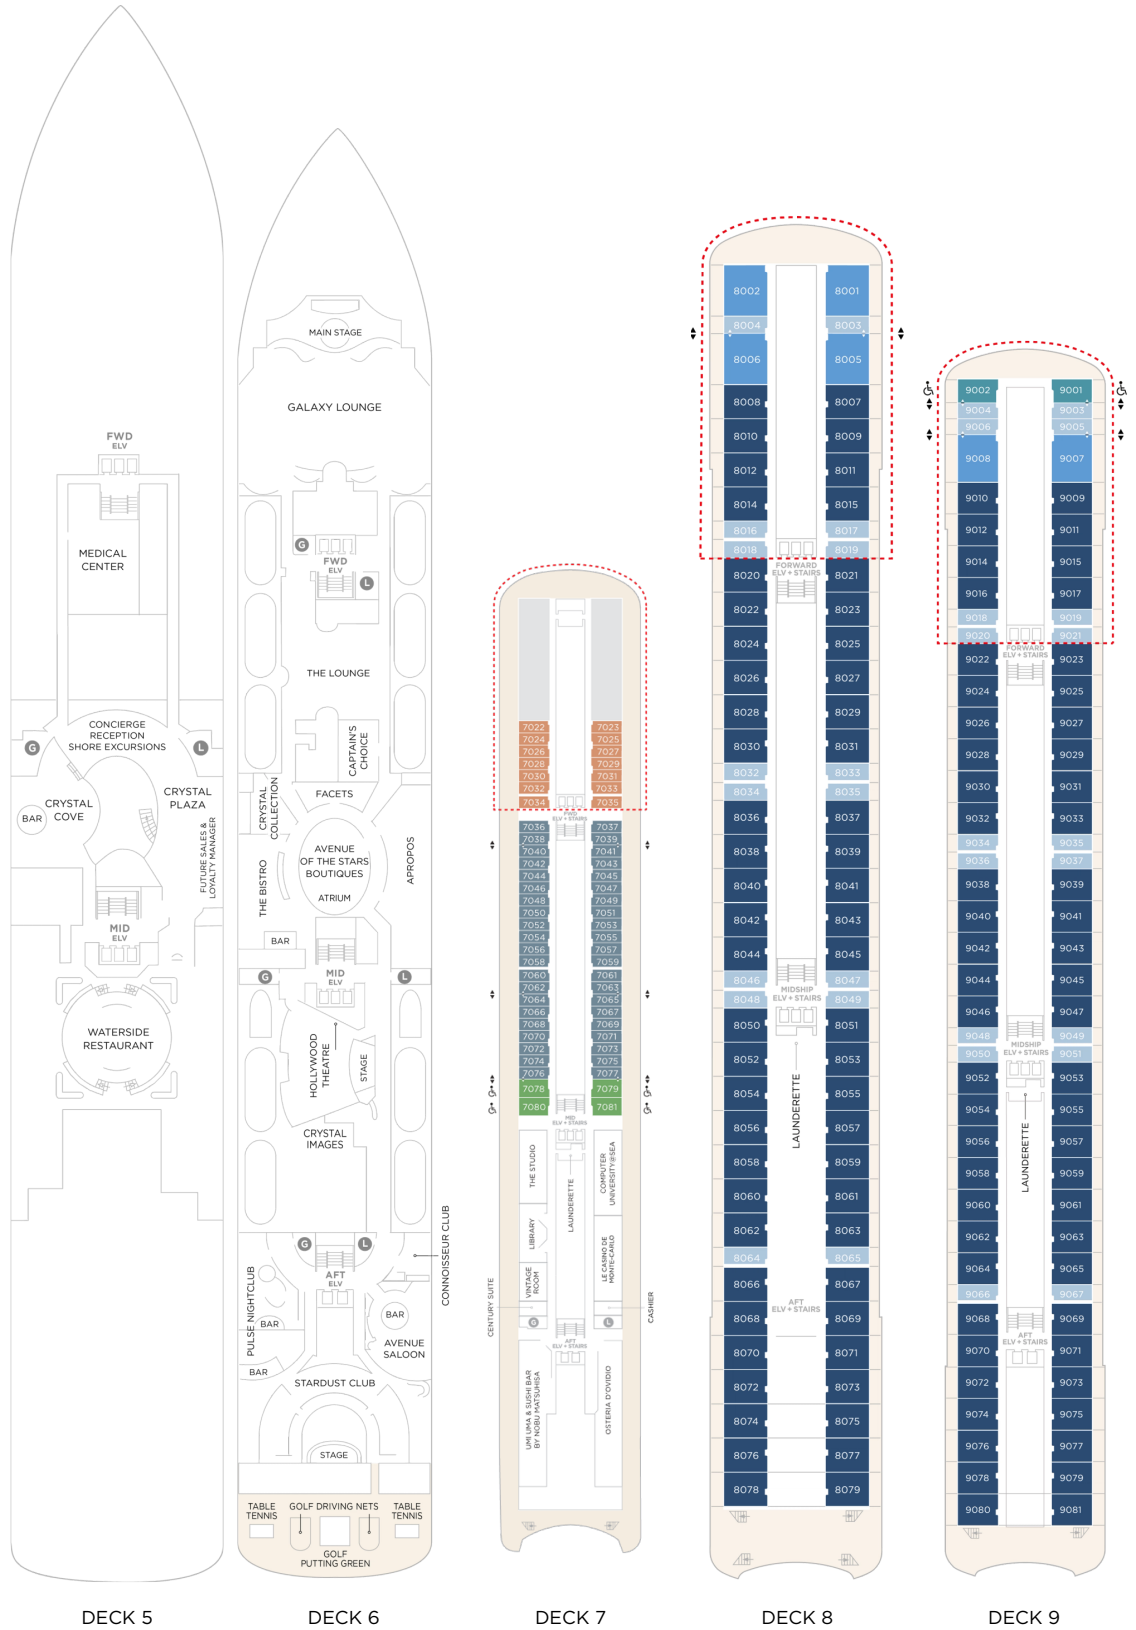 FWD
ELV
MEDICAL
CENTER
CONCIERGE
RECEPTION
SHORE EXCURSIONS
G
L
CRYSTAL
COVE
BAR
CRYSTAL
PLAZA
FUTURE SALES &
LOYALTY MANAGER
MID
ELV
WATERSIDE
RESTAURANT
DECK 5
MAIN STAGE
GALAXY LOUNGE
G
FWD
ELV
L
THE LOUNGE
CAPTAIN'S
CHOICE
CRYSTAL
COLLECTION
FACETS
AVENUE
OF THE STARS
BOUTIQUES
ATRIUM
APROPOS
THE BISTRO
BAR
G
MID
ELV
L
HOLLYWOOD
THEATRE
STAGE
CRYSTAL
IMAGES
G
L
AFT
ELV
CONNOISSEUR CLUB
PULSE NIGHTCLUB
BAR
BAR
BAR
AVENUE
SALOON
STARDUST CLUB
STAGE
TABLE
TENNIS
GOLF DRIVING NETS
TABLE
TENNIS
GOLF
PUTTING GREEN
DECK 6
7022 7023
7024 7025
7026 7027
7028 7029
7030 7031
7032 7033
7034 7035
FWD
ELV + STAIRS
7036 7037
7038 7039
7040 7041
7042 7043
7044 7045
7046 7047
7048 7049
7050 7051
7052 7053
7054 7055
7056 7057
7058 7059
7060 7061
7062 7063
7064 7065
7066 7067
7068 7069
7070 7071
7072 7073
7074 7075
7076 7077
7078 7079
7080 7081
MID
ELV + STAIRS
THE STUDIO
COMPUTER
UNIVERSITY@SEA
LAUNDERETTE
LIBRARY
LE CASINO DE
MONTE-CARLO
VINTAGE
ROOM
CENTURY SUITE
CASHIER
G
L
AFT
ELV + STAIRS
UMI UMA & SUSHI BAR
BY NOBU MATSUHISA
OSTERIA D'OVIDIO
DECK 7
8002 8001
8004 8003
8006 8005
8008 8007
8010 8009
8012 8011
8014 8015
8016 8017
8018 8019
FORWARD
ELV + STAIRS
8020 8021
8022 8023
8024 8025
8026 8027
8028 8029
8030 8031
8032 8033
8034 8035
8036 8037
8038 8039
8040 8041
8042 8043
8044 8045
8046 8047
MIDSHIP
ELV + STAIRS
8048 8049
8050 8051
8052 8053
8054 8055
LAUNDERETTE
8056 8057
8058 8059
8060 8061
8062 8063
8064 8065
8066 8067
AFT
ELV + STAIRS
8068 8069
8070 8071
8072 8073
8074 8075
8076 8077
8078 8079
DECK 8
9002 9001
9004 9003
9006 9005
9008 9007
9010 9009
9012 9011
9014 9015
9016 9017
9018 9019
9020 9021
FORWARD
ELV + STAIRS
9022 9023
9024 9025
9026 9027
9028 9029
9030 9031
9032 9033
9034 9035
9036 9037
9038 9039
9040 9041
9042 9043
9044 9045
9046 9047
9048 9049
MIDSHIP
ELV + STAIRS
9050 9051
9052 9053
9054 9055
9056 9057
LAUNDERETTE
9058 9059
9060 9061
9062 9063
9064 9065
9066 9067
9068 9069
AFT
ELV + STAIRS
9070 9071
9072 9073
9074 9075
9076 9077
9078 9079
9080 9081
DECK 9